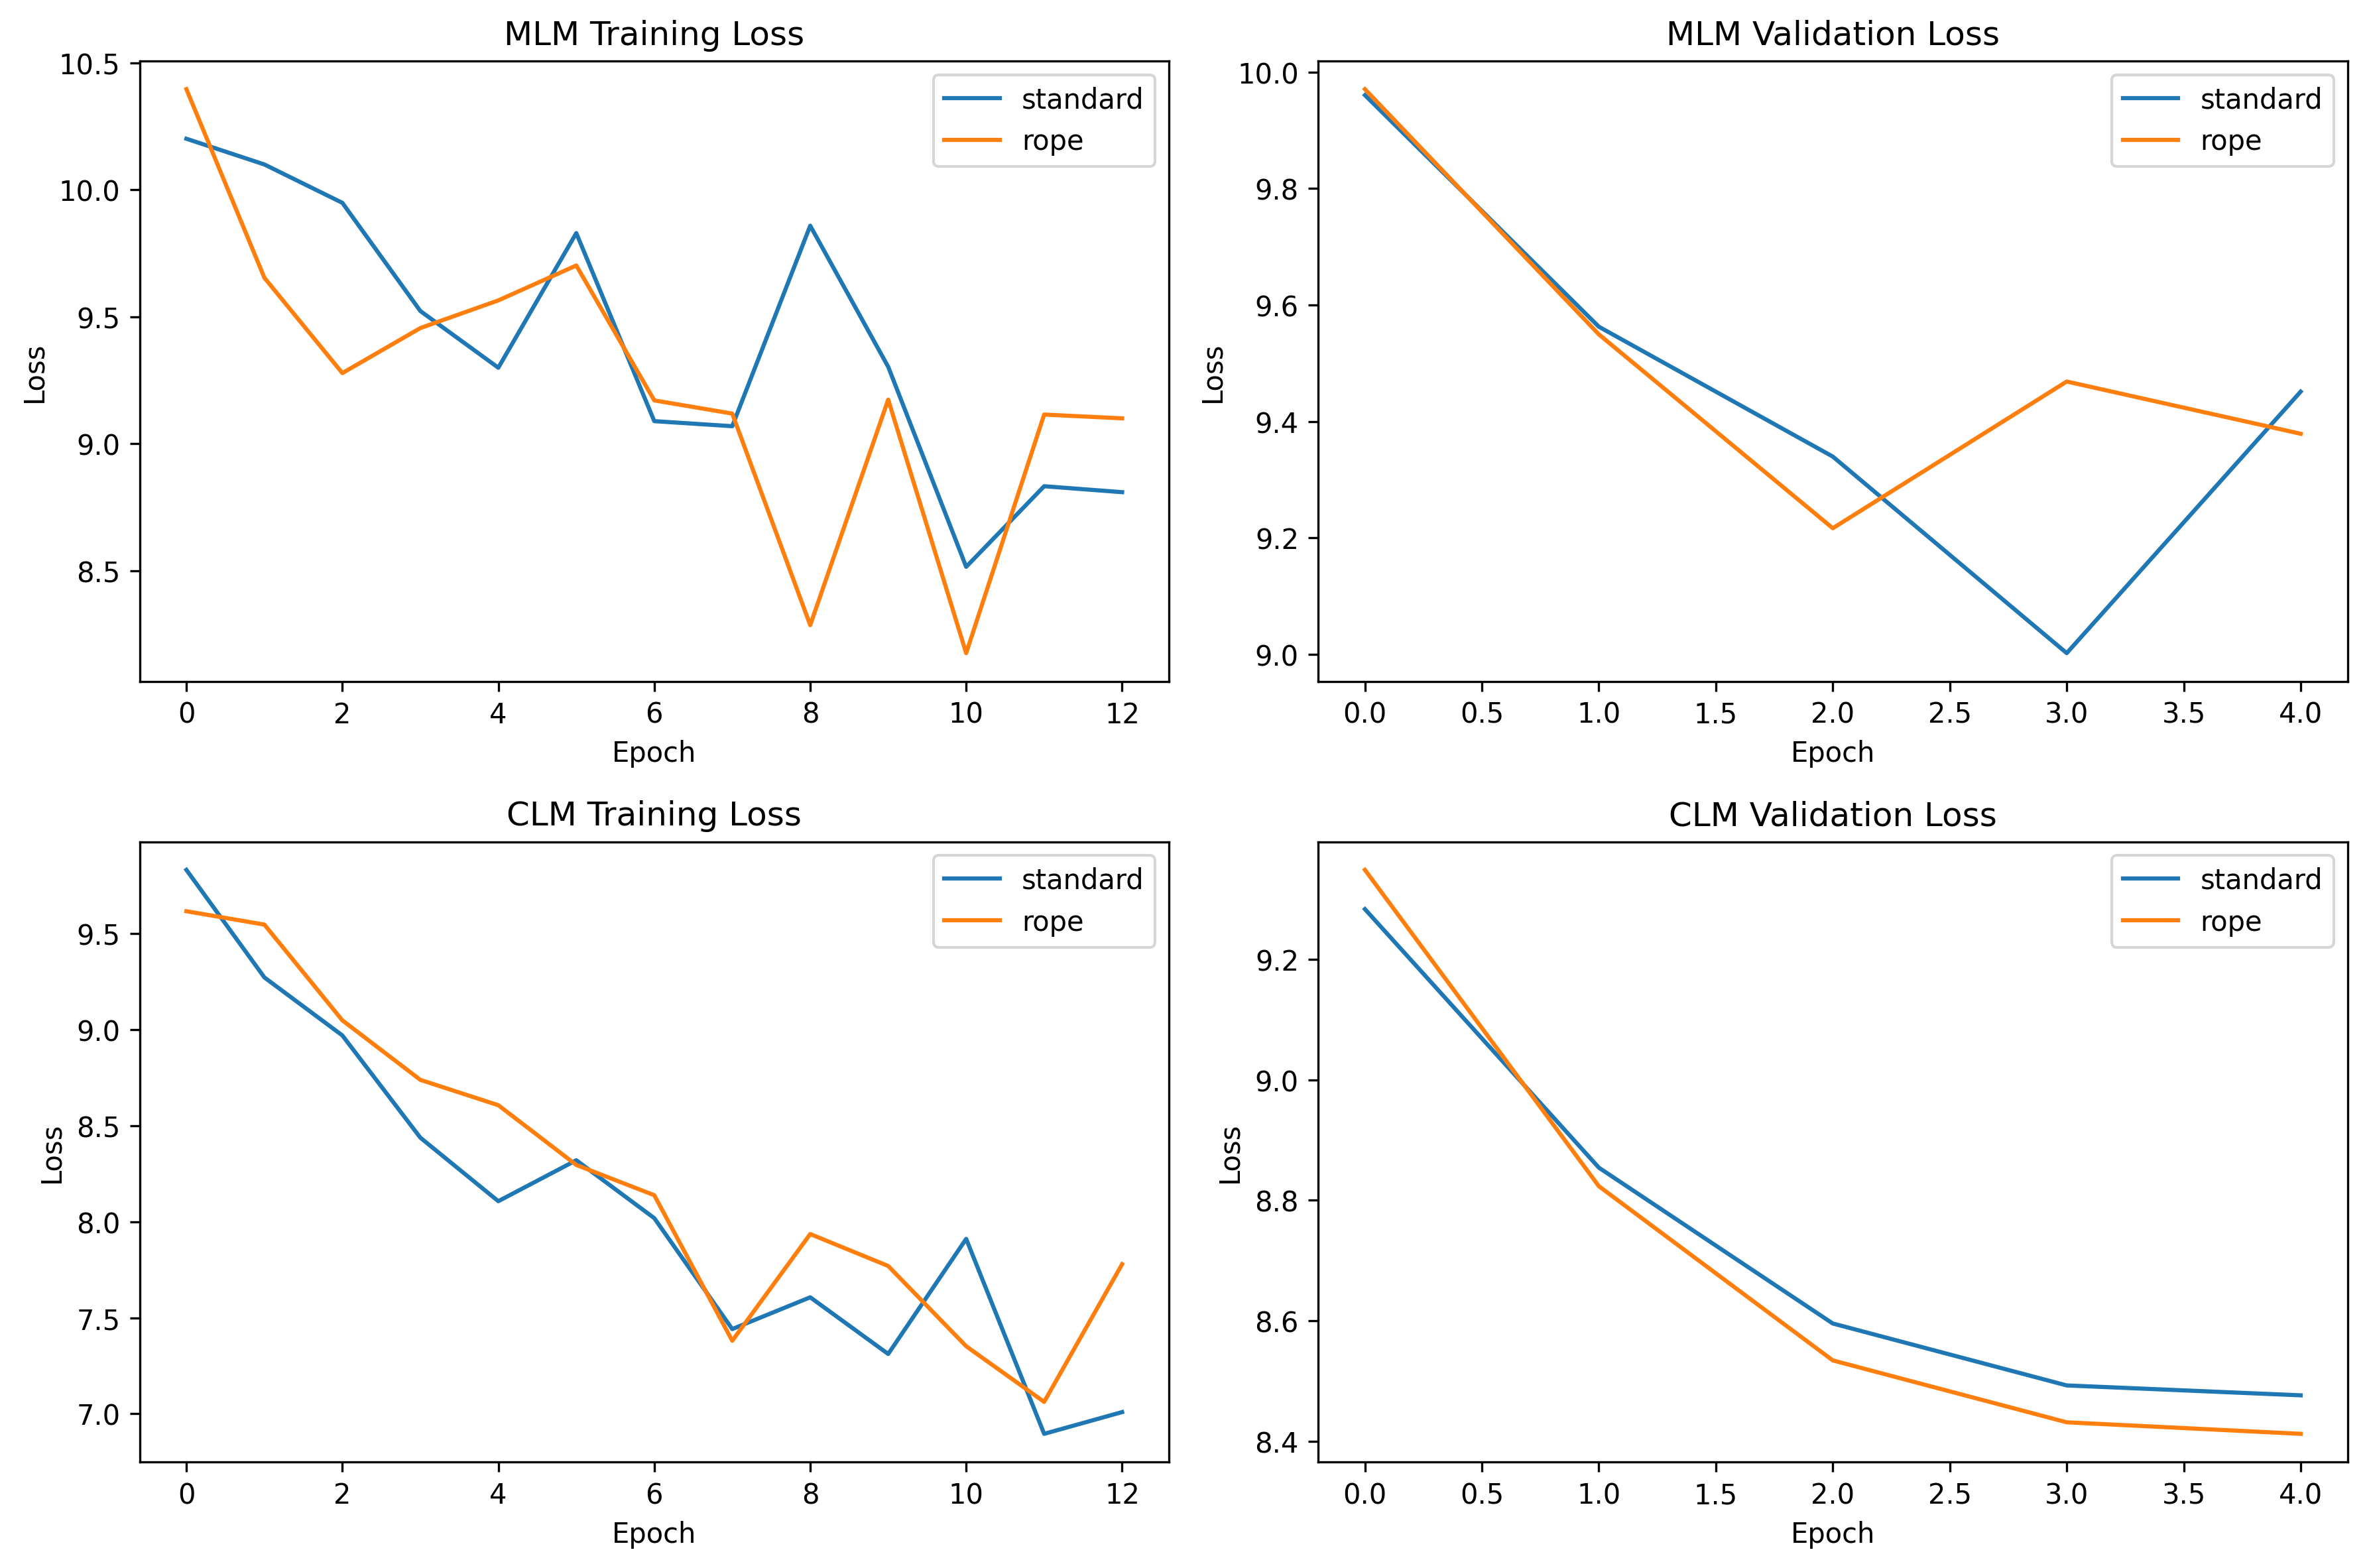 MLM Training Loss
10.5
10.0
9.5
9.0
8.5
Loss
standard
rope
0 2 4 6 8 10 12
Epoch
MLM Validation Loss
10.0
9.8
9.6
9.4
9.2
9.0
Loss
standard
rope
0.0 0.5 1.0 1.5 2.0 2.5 3.0 3.5 4.0
Epoch
CLM Training Loss
9.5
9.0
8.5
8.0
7.5
7.0
Loss
standard
rope
0 2 4 6 8 10 12
Epoch
CLM Validation Loss
9.2
9.0
8.8
8.6
8.4
Loss
standard
rope
0.0 0.5 1.0 1.5 2.0 2.5 3.0 3.5 4.0
Epoch